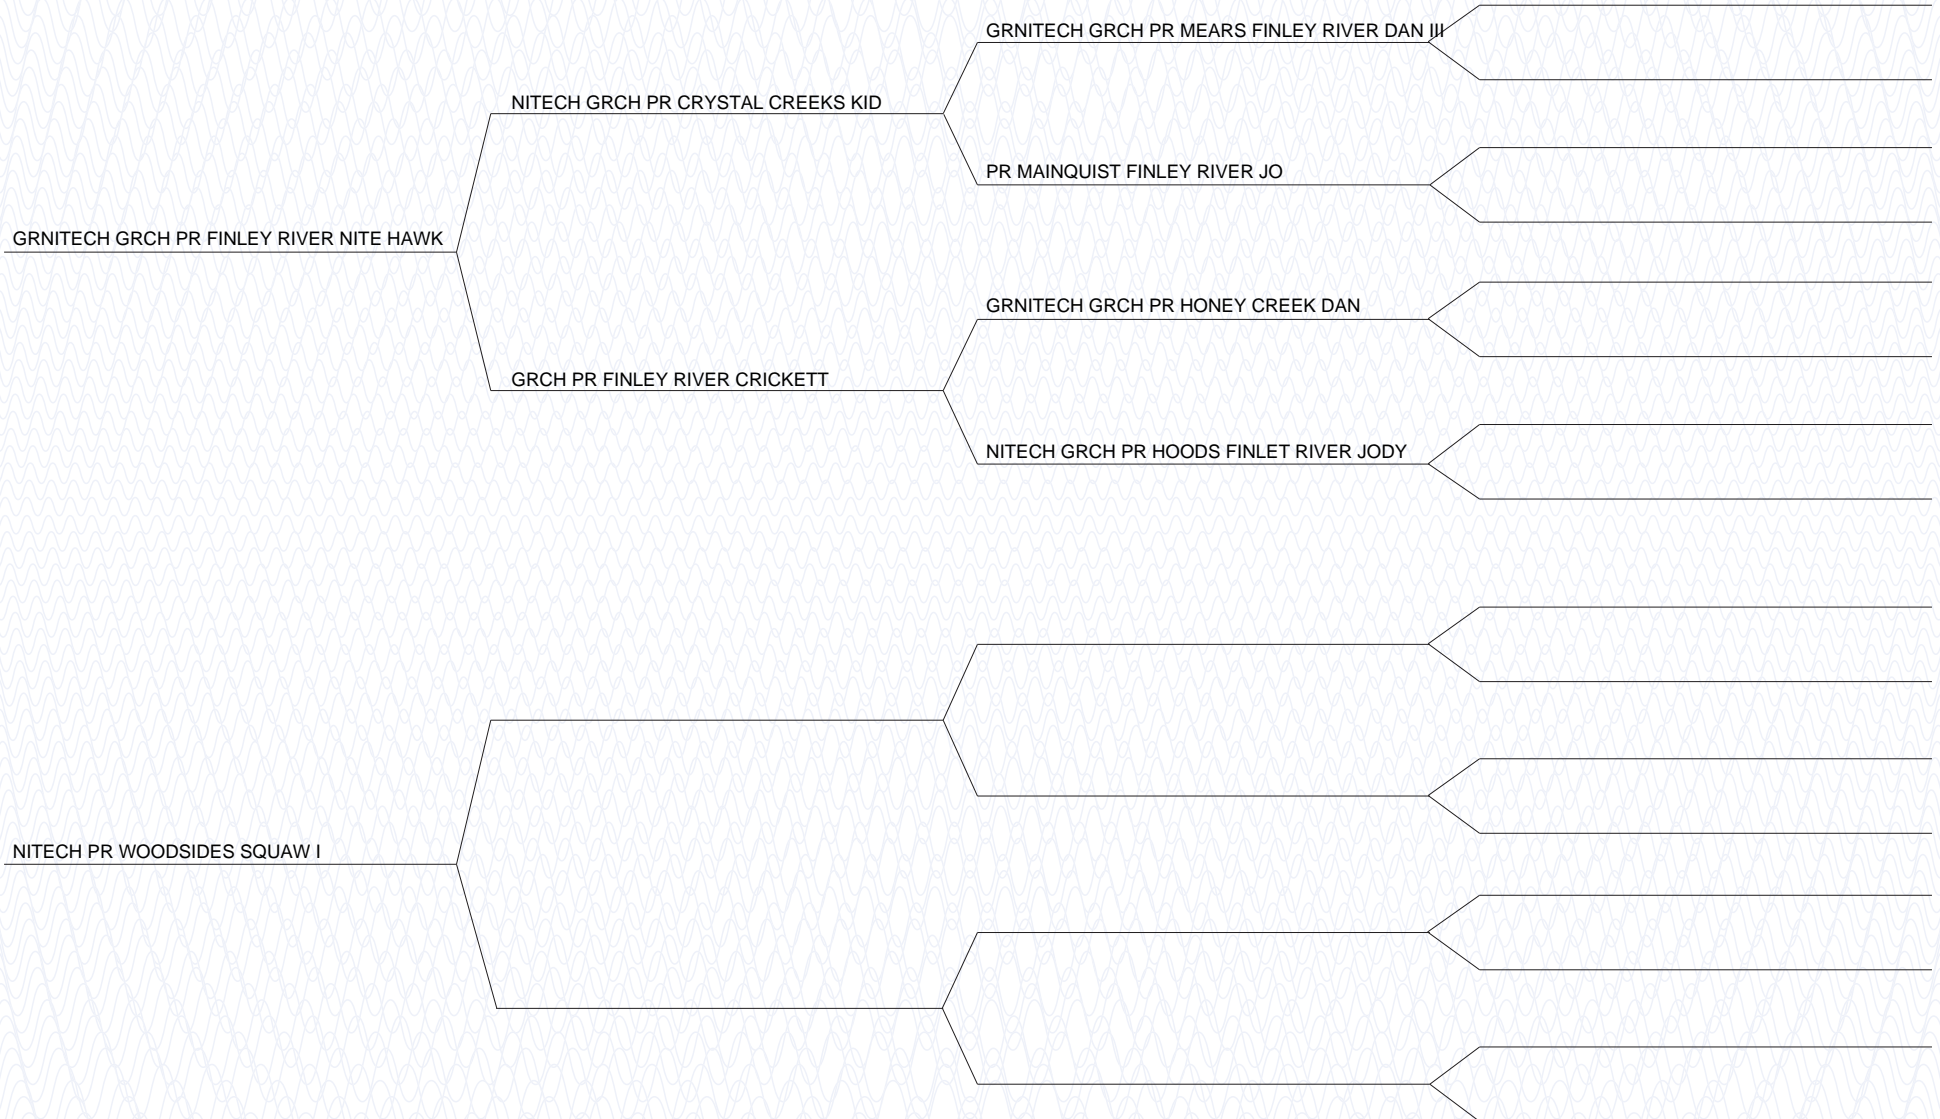 GRNITECH GRCH PR MEARS FINLEY RIVER DAN III
NITECH GRCH PR CRYSTAL CREEKS KID
PR MAINQUIST FINLEY RIVER JO
GRNITECH GRCH PR FINLEY RIVER NITE HAWK
GRNITECH GRCH PR HONEY CREEK DAN
GRCH PR FINLEY RIVER CRICKETT
NITECH GRCH PR HOODS FINLET RIVER JODY
NITECH PR WOODSIDES SQUAW I